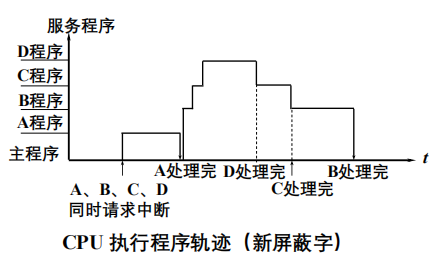 服务程序
D程序
C程序
B程序
A程序
主程序
t
A处理完 D处理完 B处理完
C处理完
A、B、C、D
同时请求中断
CPU 执行程序轨迹（新屏蔽字）